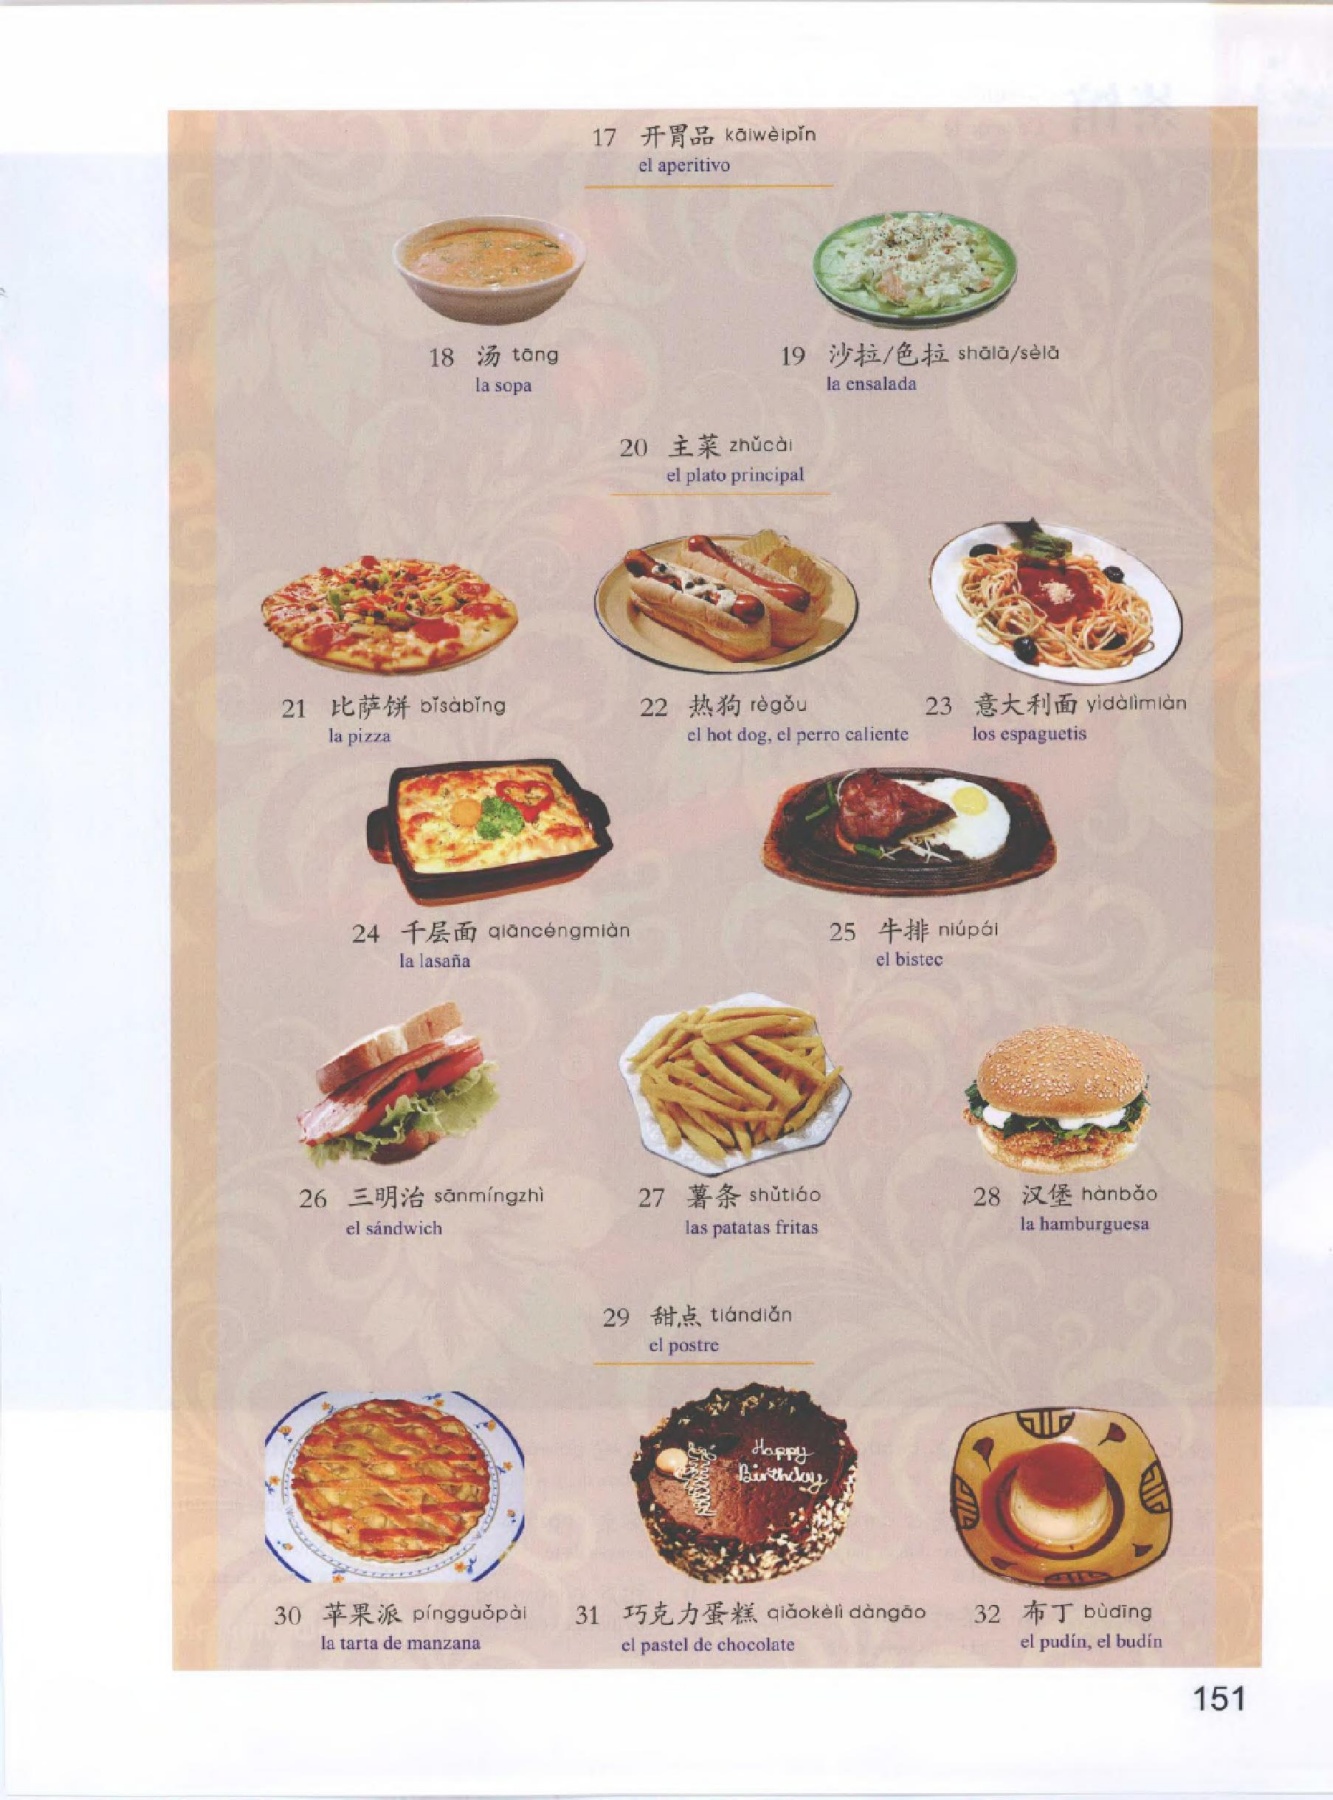 17 开胃品 kāiwèipǐn
el aperitivo
18 汤 tāng
la sopa
19 沙拉/色拉 shālā/sèlā
la ensalada
20 主菜 zhǔcài
el plato principal
21 比萨饼 bǐsàbǐng
la pizza
22 热狗 règǒu
el hot dog, el perro caliente
23 意大利面 yìdàlìmiàn
los espaguetis
24 千层面 qiāncéngmiàn
la lasaña
25 牛排 niúpái
el bistec
26 三明治 sānmíngzhì
el sándwich
27 薯条 shǔtiáo
las patatas fritas
28 汉堡 hànbǎo
la hamburguesa
29 甜点 tiándiǎn
el postre
Happy
Birthday
30 苹果派 píngguǒpài
la tarta de manzana
31 巧克力蛋糕 qiǎokèlì dàngāo
el pastel de chocolate
32 布丁 bùdīng
el pudín, el budín
151